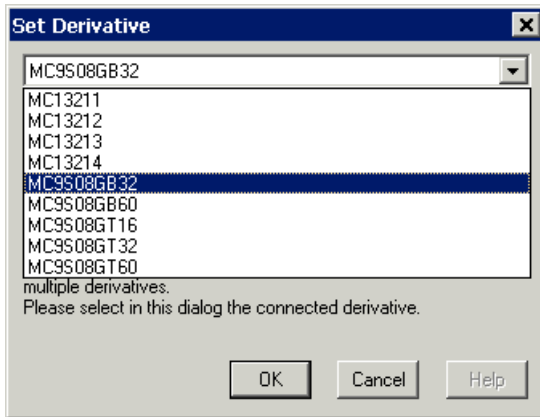 Set Derivative
MC9S08GB32
MC13211
MC13212
MC13213
MC13214
MC9S08GB32
MC9S08GB60
MC9S08GT16
MC9S08GT32
MC9S08GT60
multiple derivatives.
Please select in this dialog the connected derivative.
OK Cancel Help